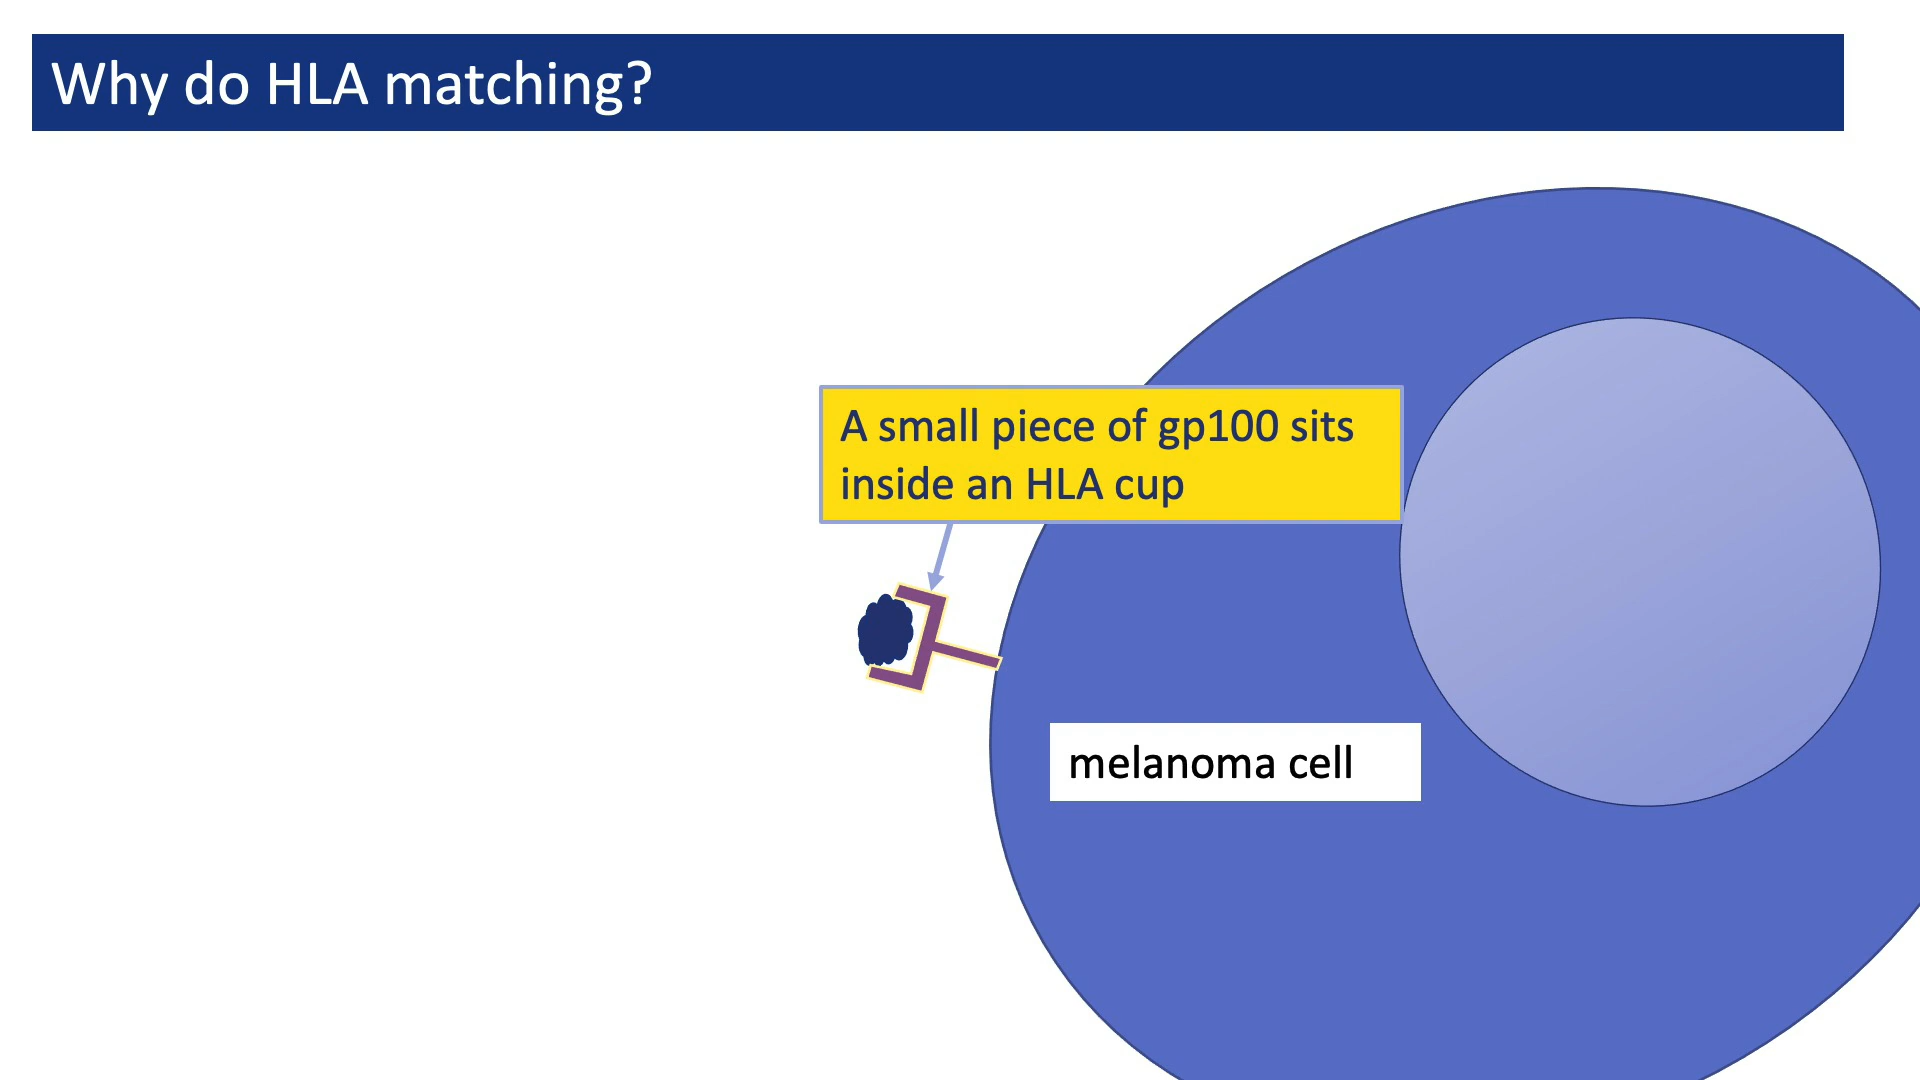 Why do HLA matching?
A small piece of gp100 sits
inside an HLA cup
melanoma cell